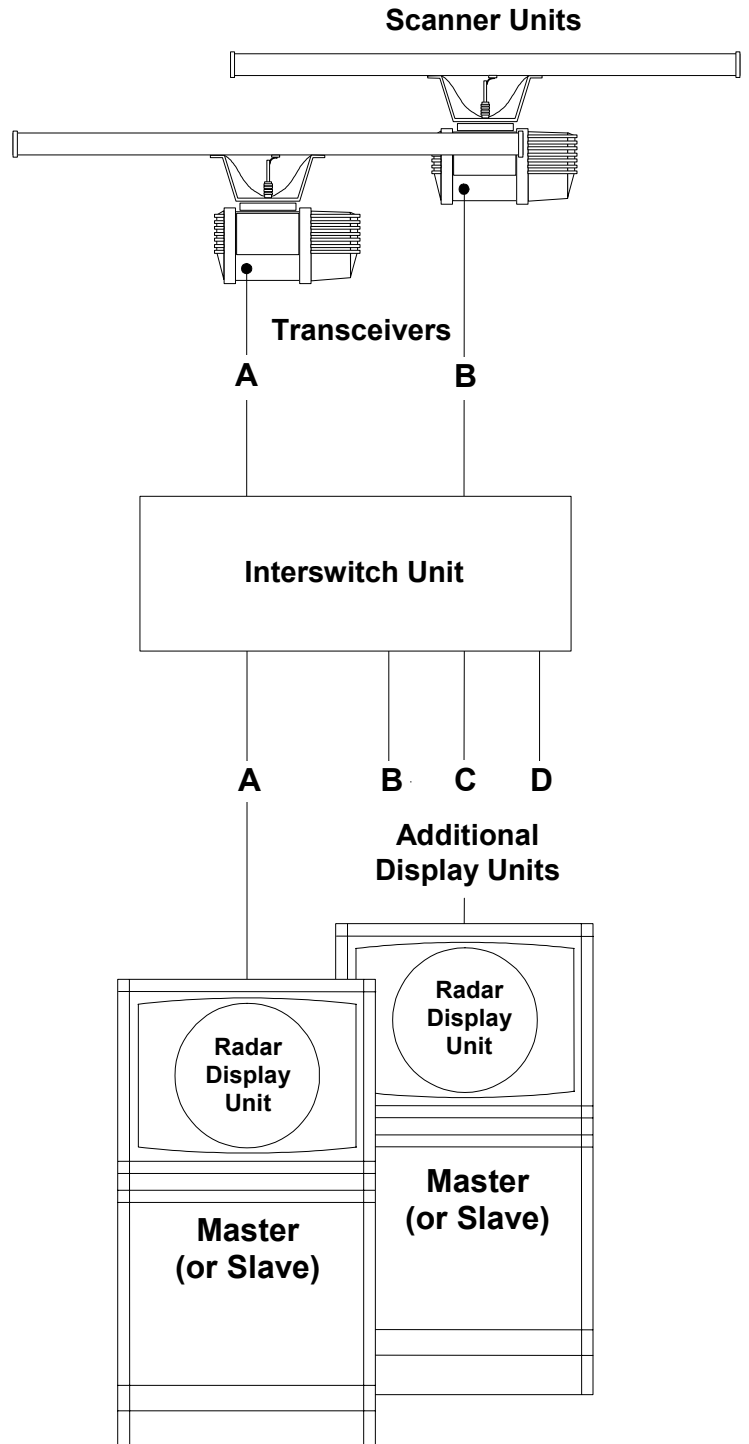 Scanner Units
Transceivers
A
B
Interswitch Unit
A
B
C
D
Additional
Display Units
Radar
Display
Unit
Radar
Display
Unit
Master
(or Slave)
Master
(or Slave)